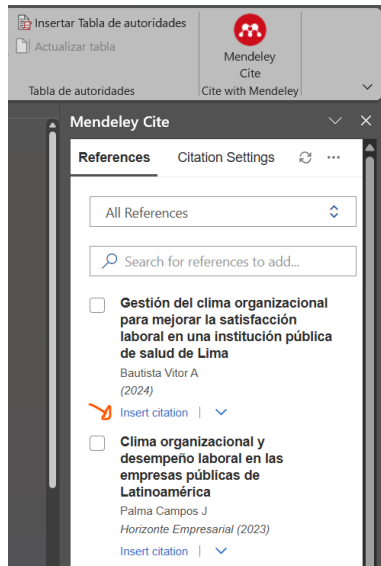 Insertar Tabla de autoridades
Actualizar tabla
Tabla de autoridades
Mendeley
Cite
Cite with Mendeley
Mendeley Cite
References
Citation Settings
All References
Search for references to add...
Gestión del clima organizacional
para mejorar la satisfacción
laboral en una institución pública
de salud de Lima
Bautista Vitor A
(2024)
Insert citation
Clima organizacional y
desempeño laboral en las
empresas públicas de
Latinoamérica
Palma Campos J
Horizonte Empresarial (2023)
Insert citation